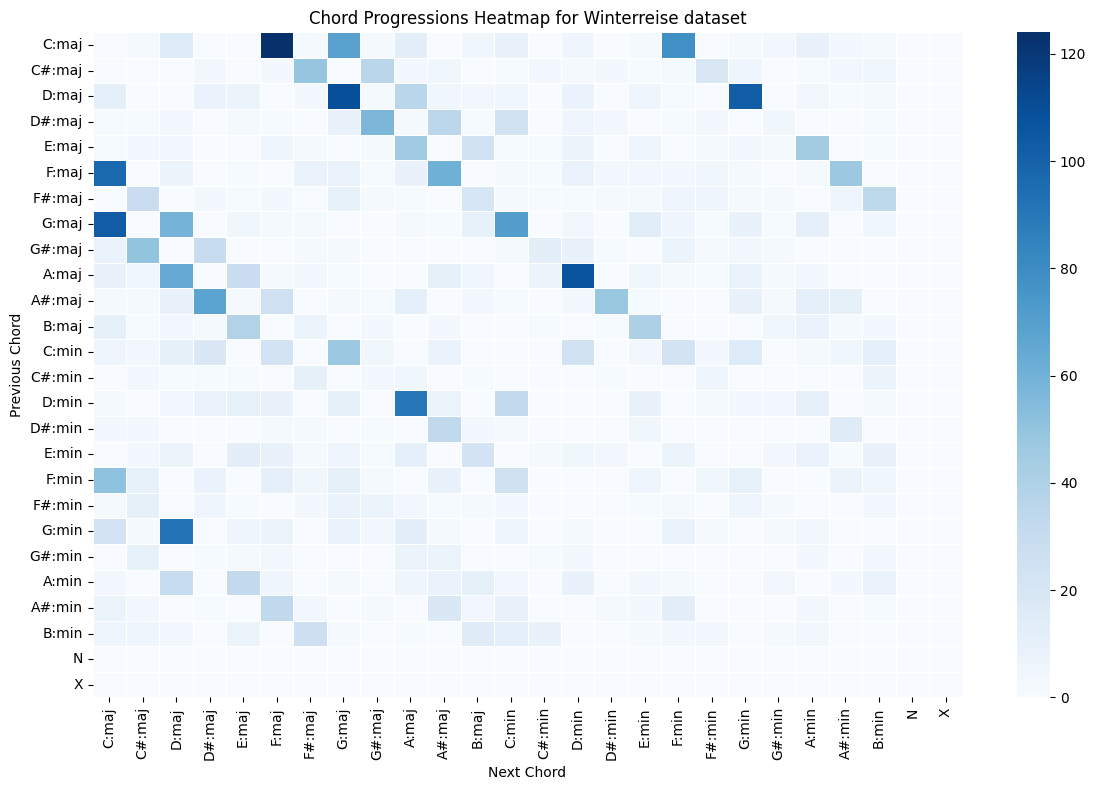 Chord Progressions Heatmap for Winterreise dataset
Previous Chord
C:maj
C#:maj
D:maj
D#:maj
E:maj
F:maj
F#:maj
G:maj
G#:maj
A:maj
A#:maj
B:maj
C:min
C#:min
D:min
D#:min
E:min
F:min
F#:min
G:min
G#:min
A:min
A#:min
B:min
N
X
C:maj
C#:maj
D:maj
D#:maj
E:maj
F:maj
F#:maj
G:maj
G#:maj
A:maj
A#:maj
B:maj
C:min
C#:min
D:min
D#:min
E:min
F:min
F#:min
G:min
G#:min
A:min
A#:min
B:min
N
X
Next Chord
120
100
80
60
40
20
0